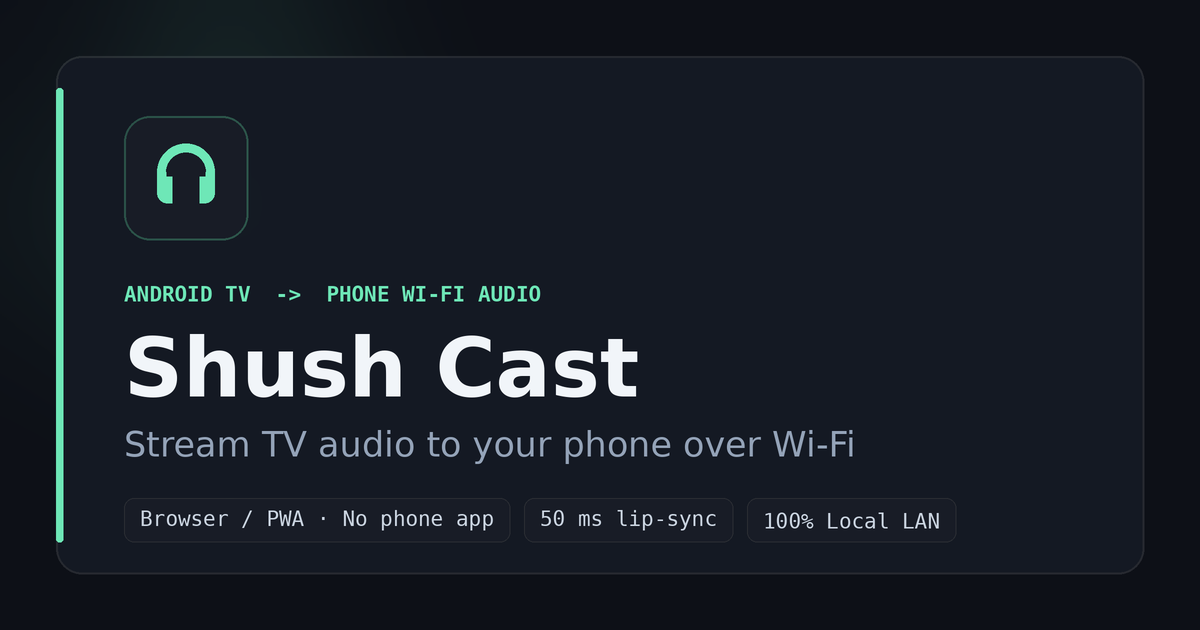 ANDROID TV -> PHONE WI-FI AUDIO
Shush Cast
Stream TV audio to your phone over Wi-Fi
Browser / PWA · No phone app
50 ms lip-sync
100% Local LAN